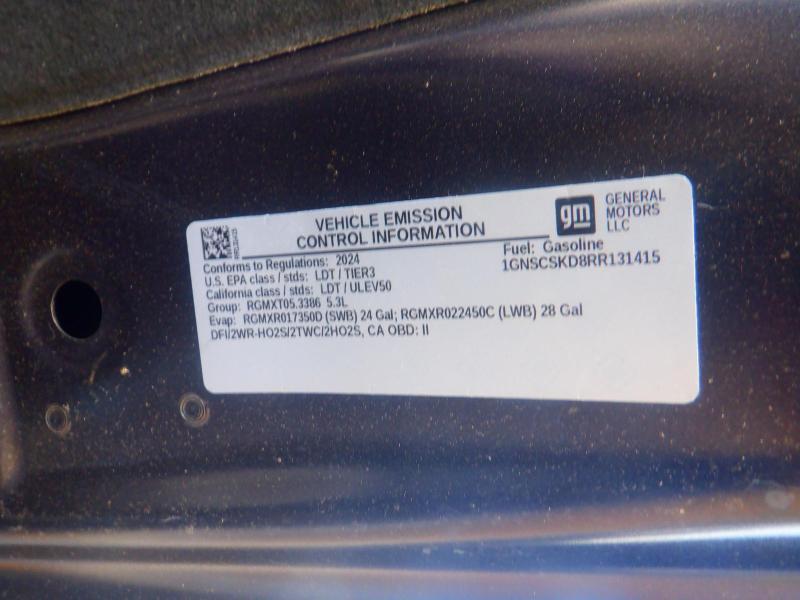 VEHICLE EMISSION
CONTROL INFORMATION
gm
GENERAL
MOTORS
LLC
Conforms to Regulations: 2024
U.S. EPA class / stds: LDT / TIER3
California class / stds: LDT / ULEV50
Group: RGMXT05.3386 5.3L
Evap: RGMXR017350D (SWB) 24 Gal; RGMXR022450C (LWB) 28 Gal
DFI/2WR-HO2S/2TWC/2HO2S, CA OBD: II
Fuel: Gasoline
1GNSCSKD8RR131415